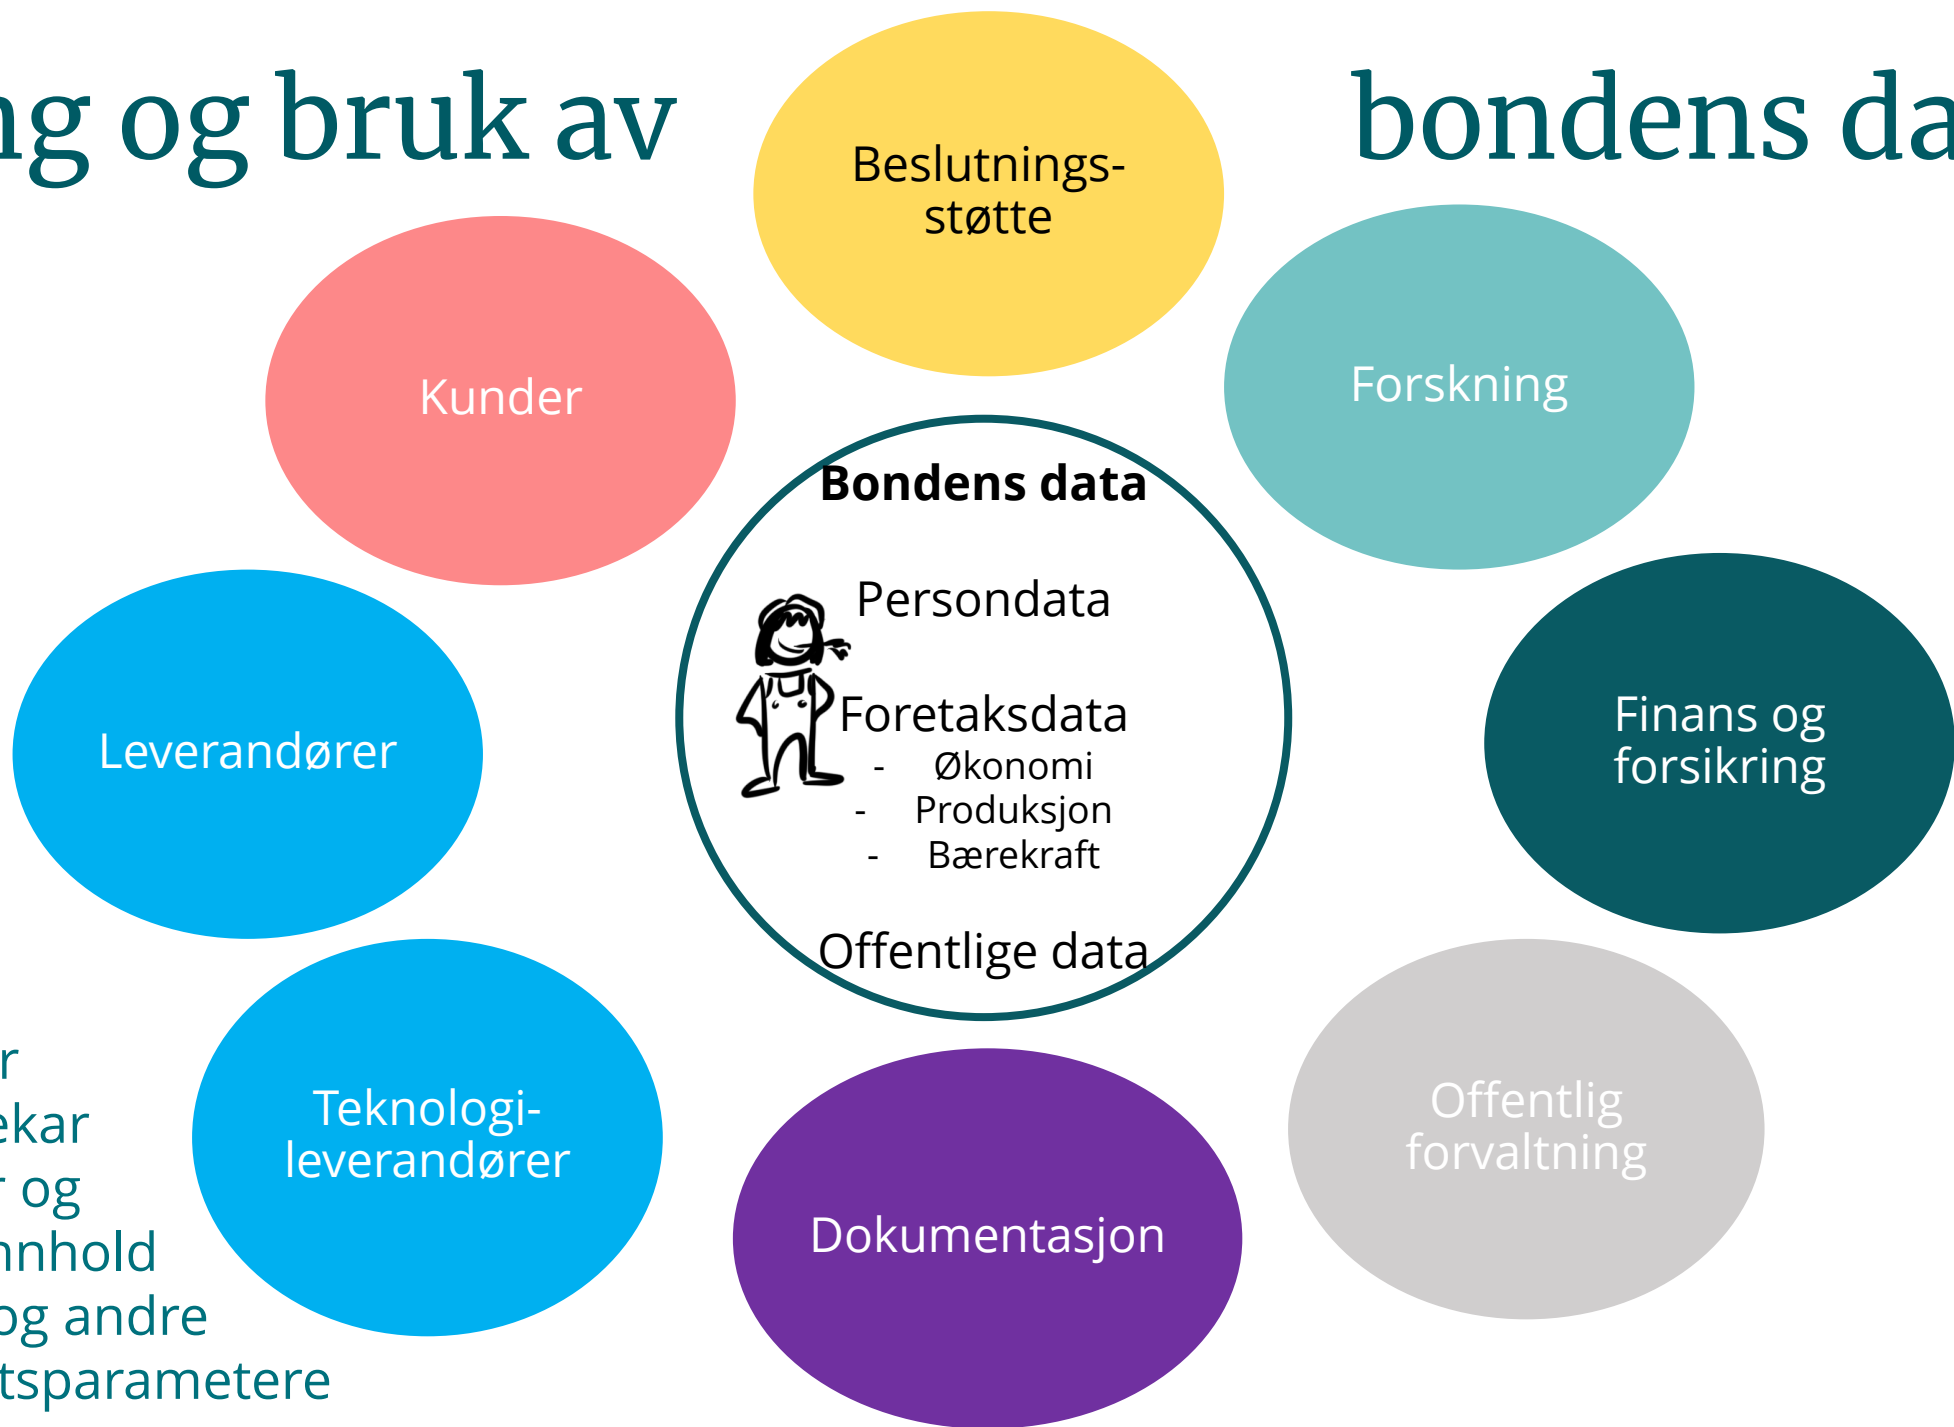 ng og bruk av bondens da
Beslutnings-
støtte
Kunder
Forskning
Bondens data
Persondata
Foretaksdata
- Økonomi
- Produksjon
- Bærekraft
Offentlige data
Leverandører
Finans og
forsikring
Teknologi-
leverandører
Offentlig
forvaltning
Dokumentasjon
r
ekar
r og
nnhold
og andre
tsparametere